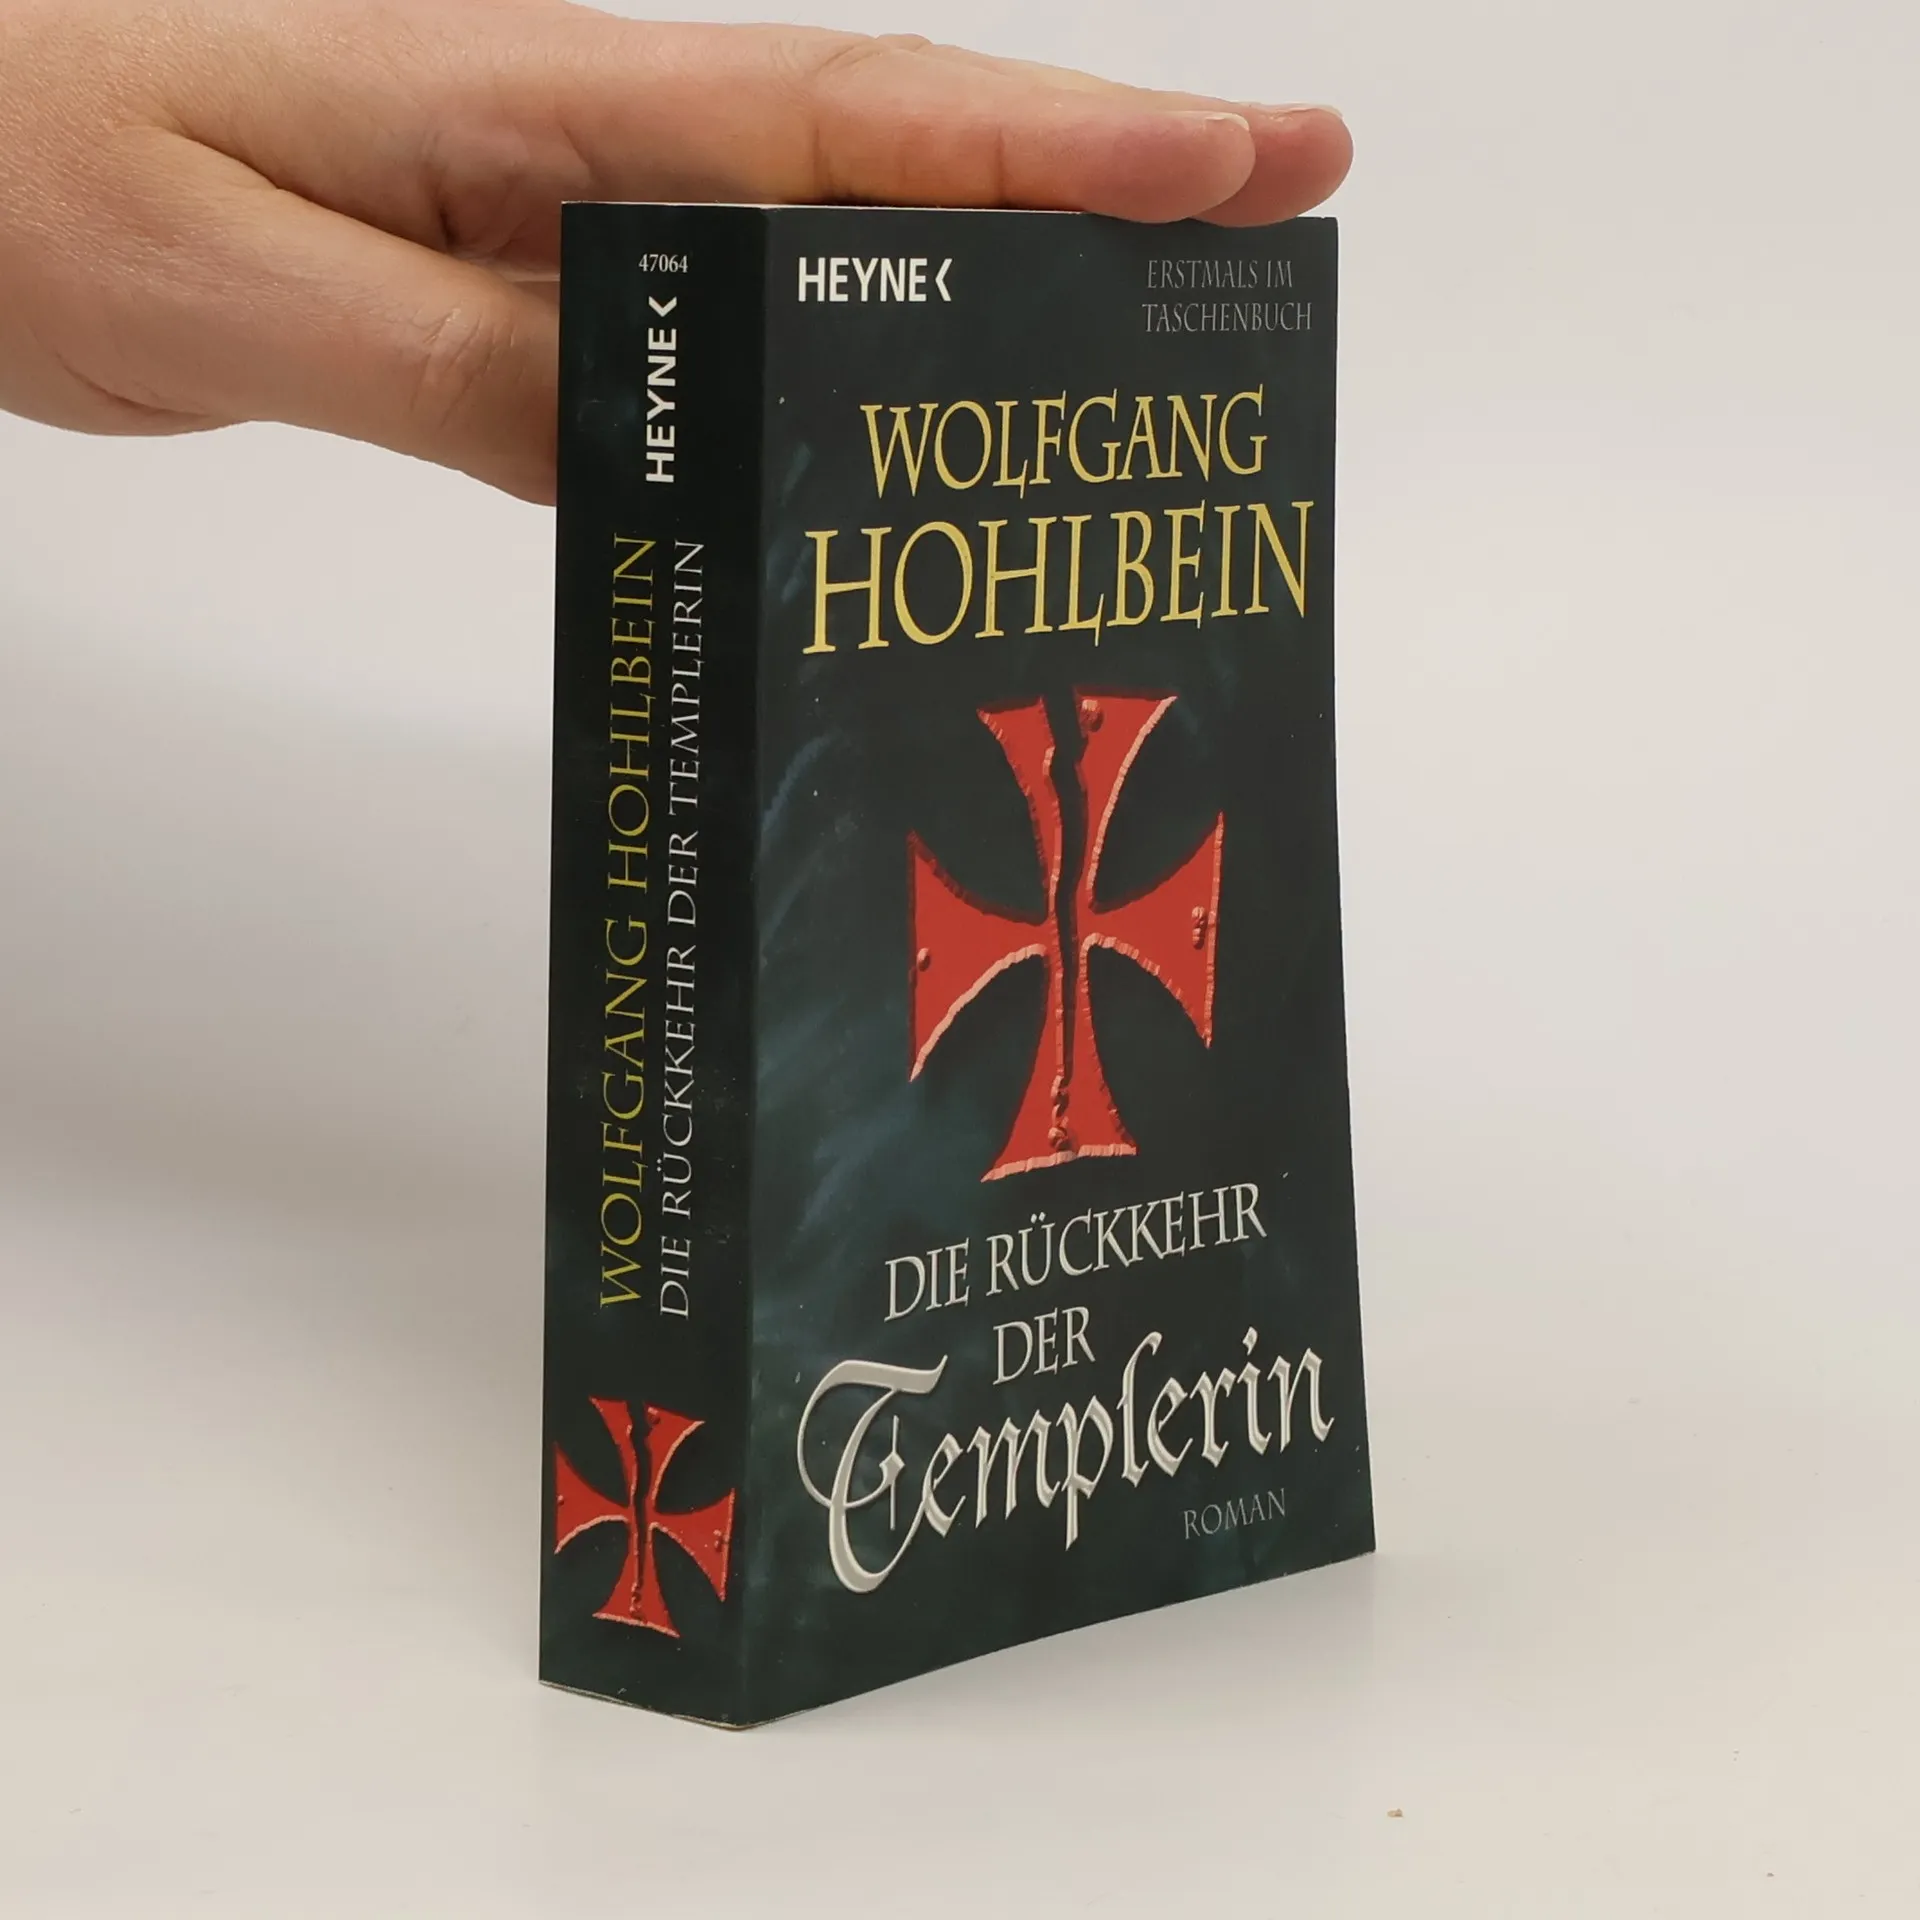 47064
HEYNE<
WOLFGANG HOHLBEIN
DIE RÜCKKEHR DER TEMPLERIN
HEYNE<
ERSTMALS IM
TASCHENBUCH
WOLFGANG
HOHLBEIN
DIE RÜCKKEHR
DER
Templerin
ROMAN